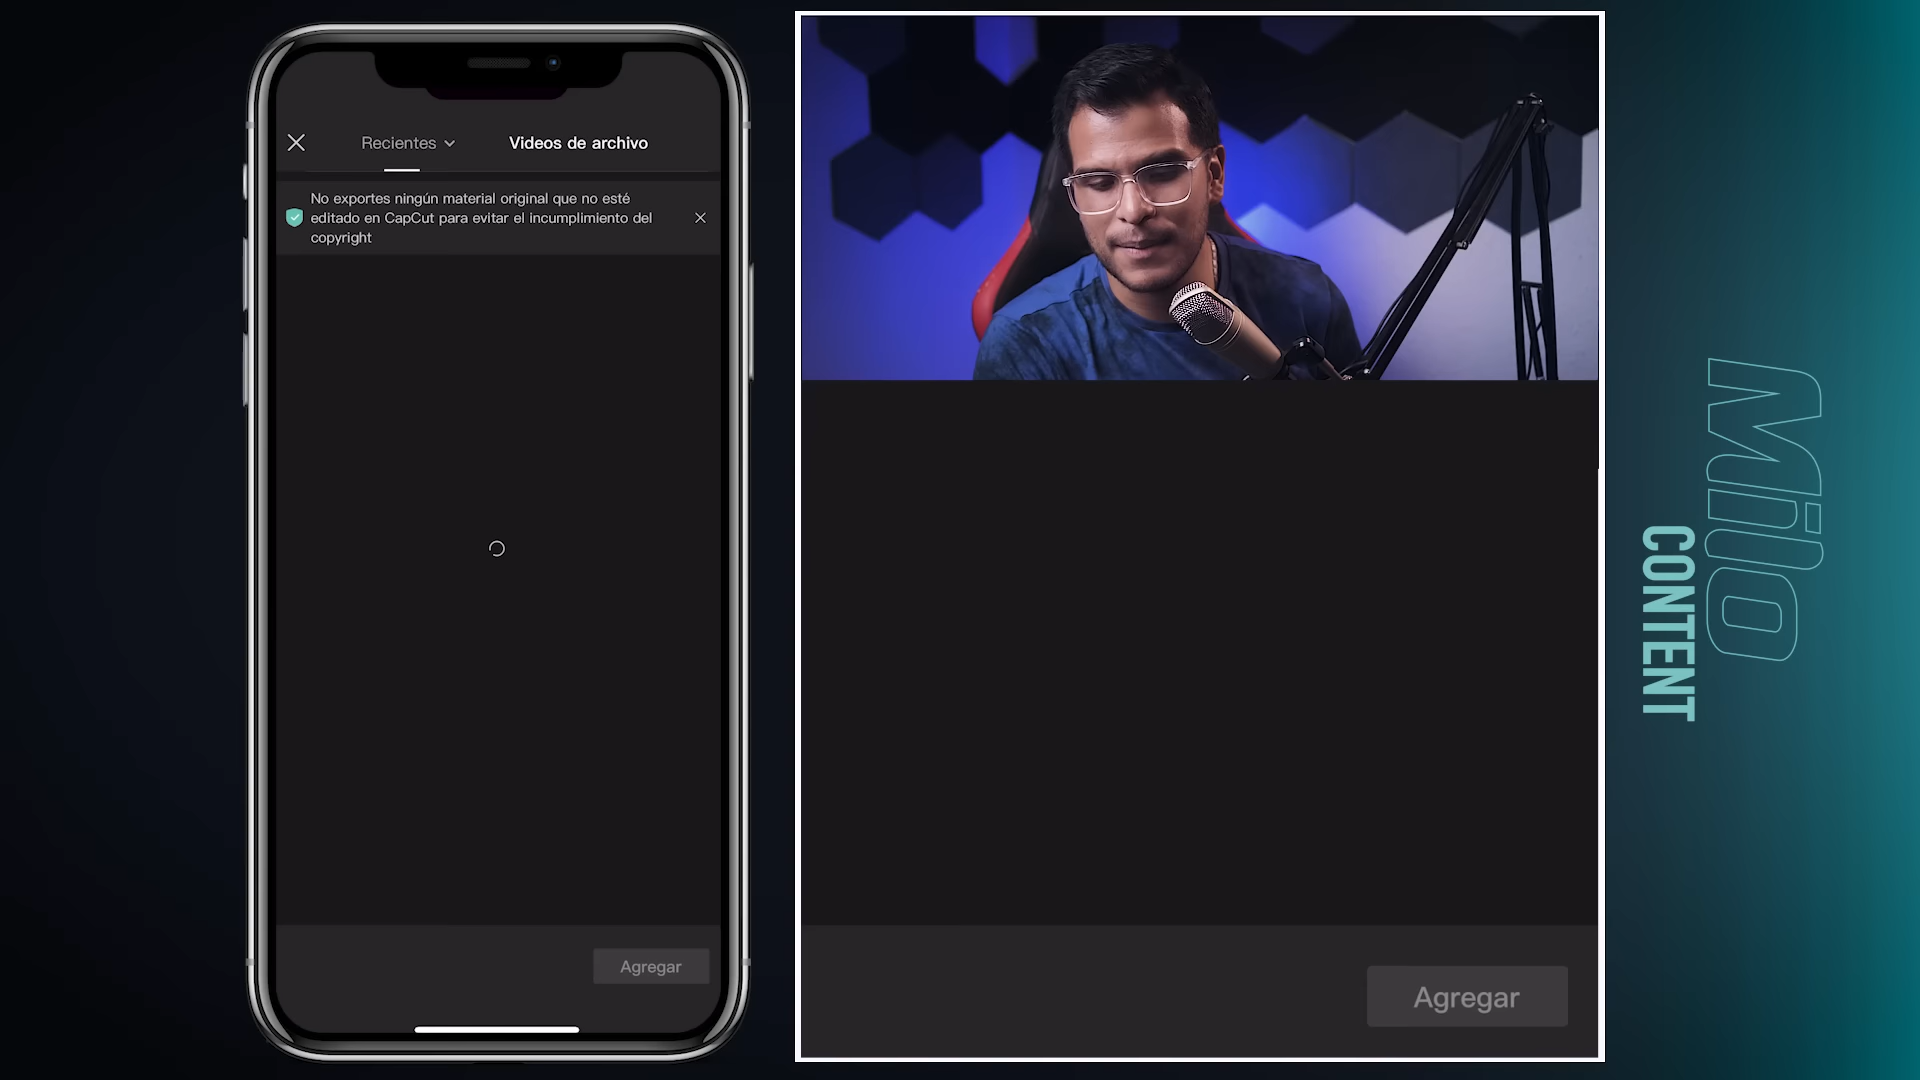 Recientes
Videos de archivo
No exportes ningún material original que no esté
editado en CapCut para evitar el incumplimiento del
copyright
Agregar
Agregar
Milo
CONTENT